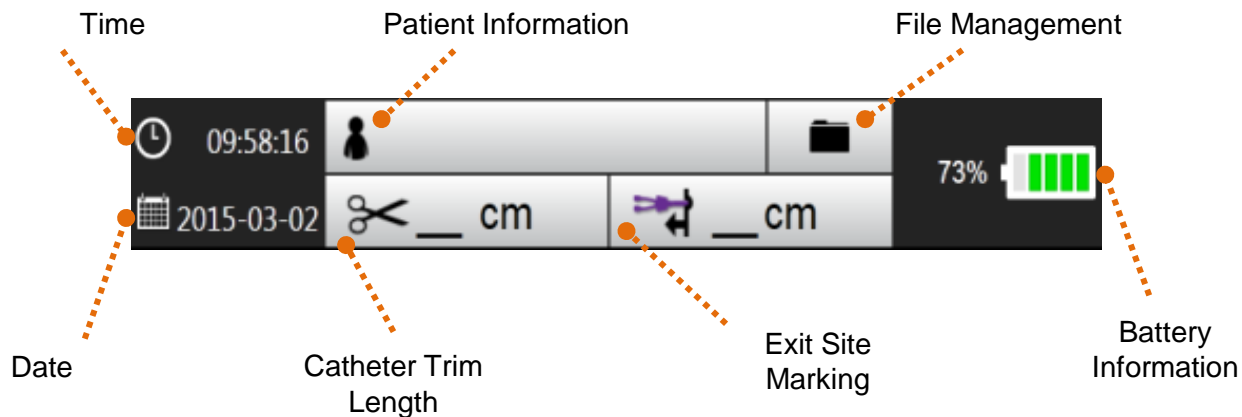 Time
Patient Information
File Management
09:58:16
73%
2015-03-02
__ cm
__ cm
Date
Catheter Trim
Length
Exit Site
Marking
Battery
Information